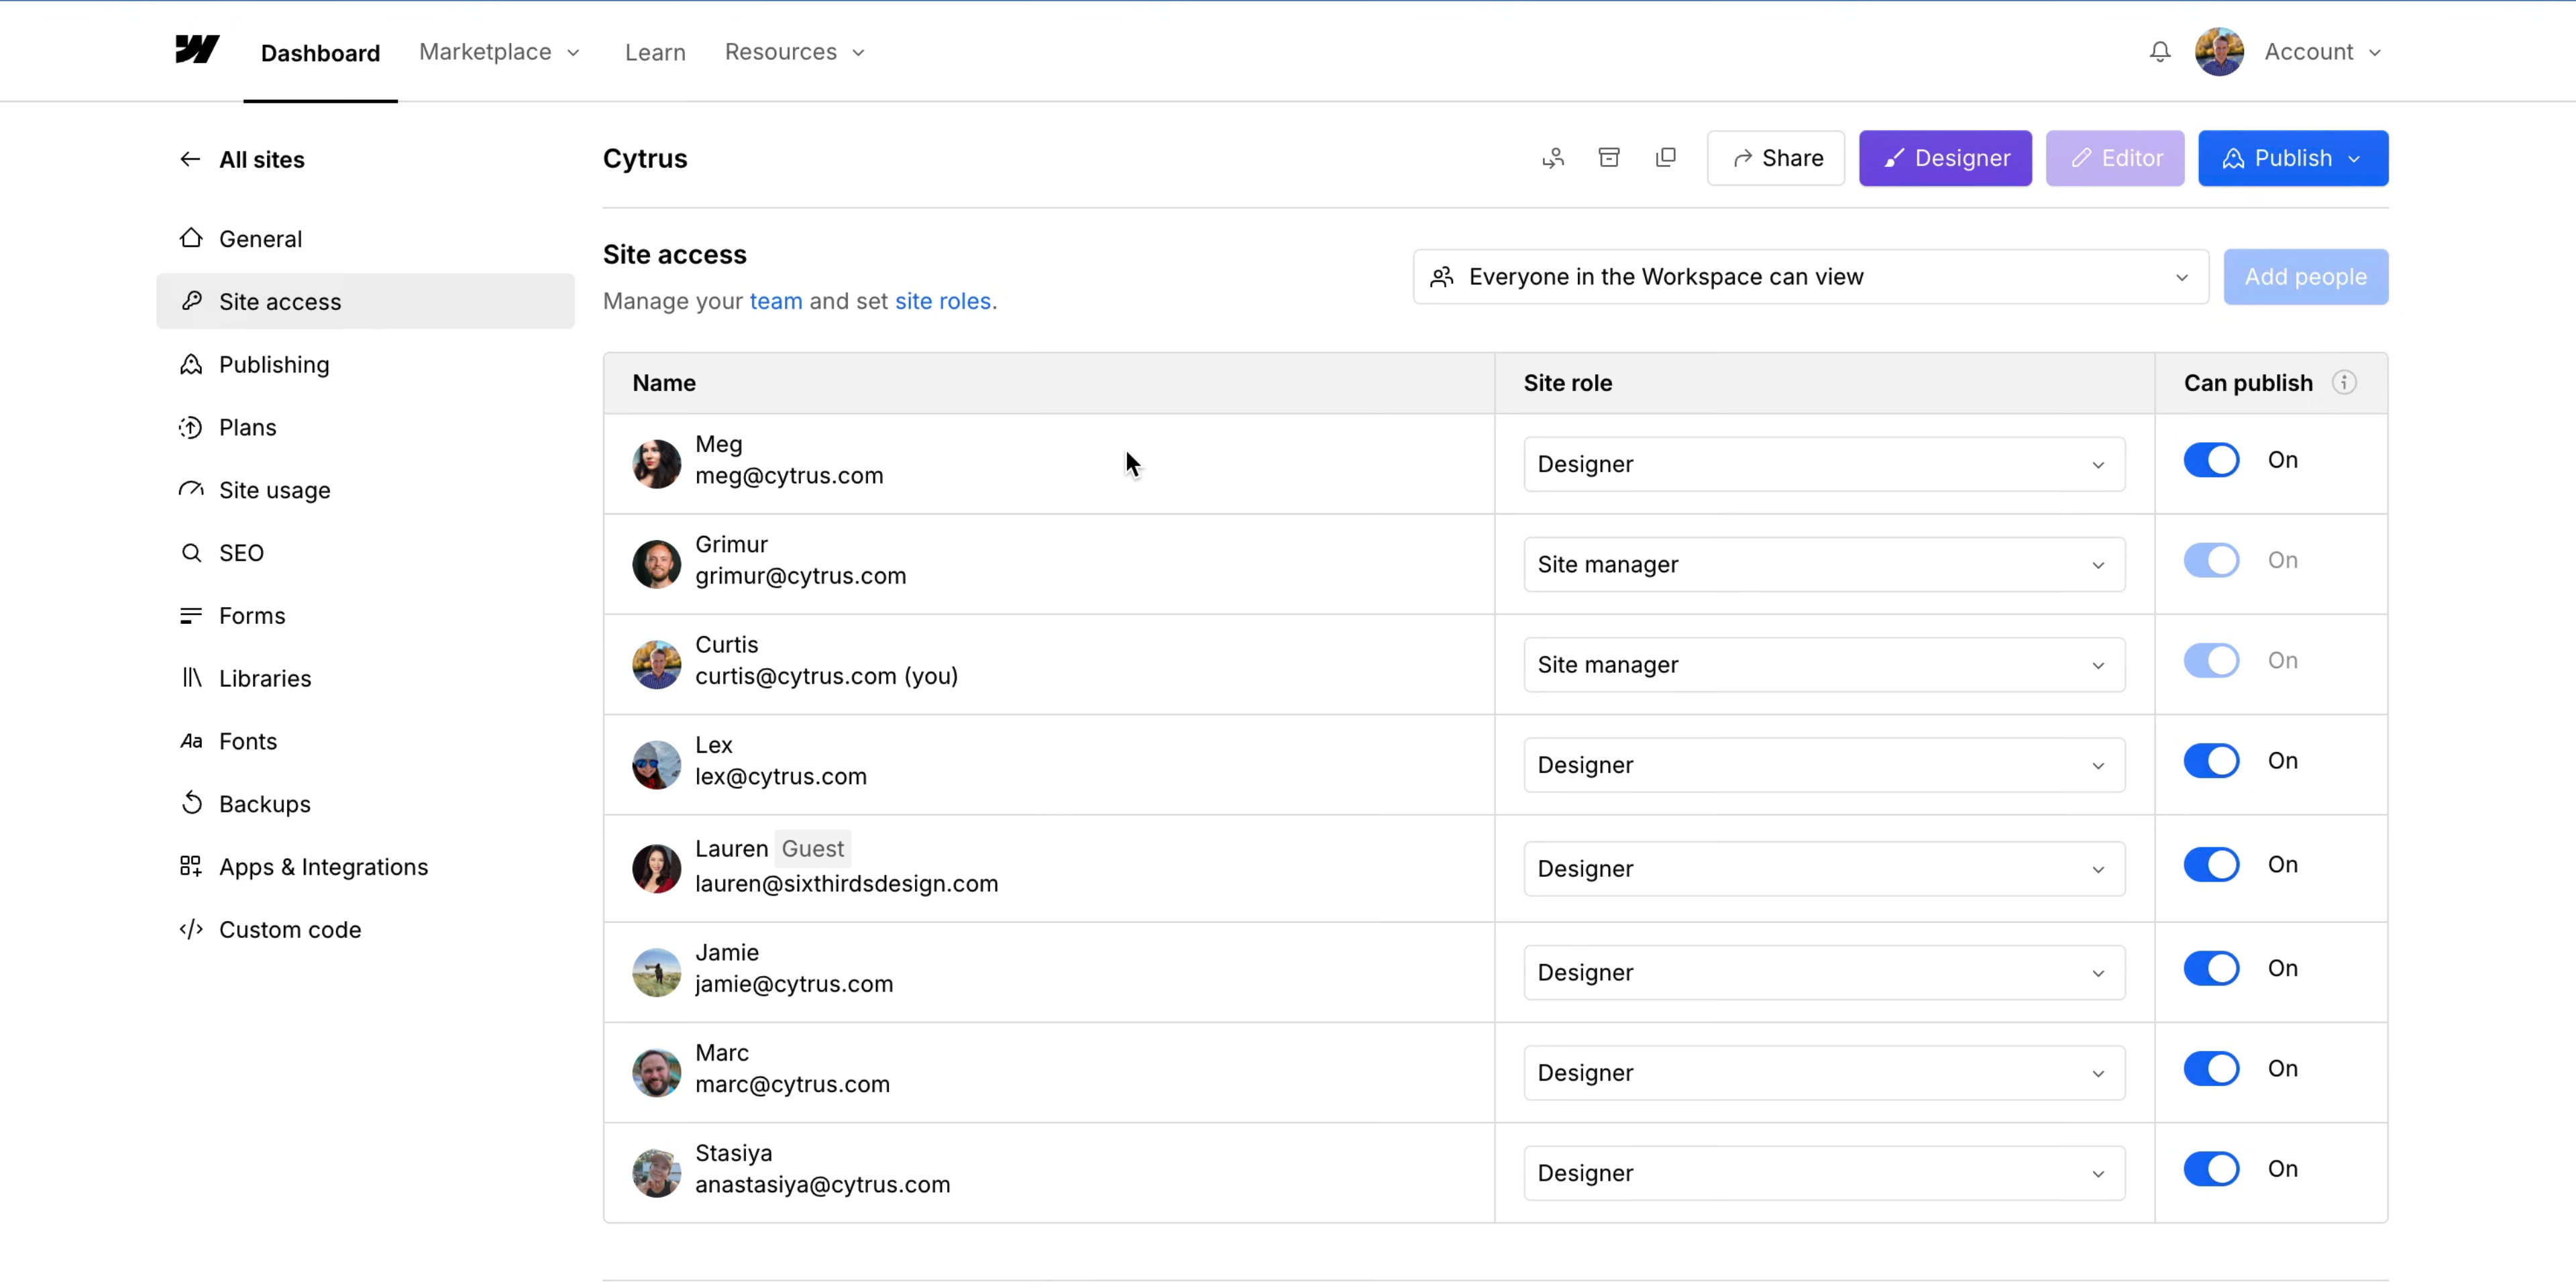 Dashboard Marketplace Learn Resources Account
All sites
General
Site access
Publishing
Plans
Site usage
SEO
Forms
Libraries
Aa Fonts
Backups
Apps & Integrations
</> Custom code
Cytrus Share Designer Editor Publish
Site access
Manage your team and set site roles.
Everyone in the Workspace can view Add people
Name Site role Can publish
Meg
meg@cytrus.com
Designer On
Grimur
grimur@cytrus.com
Site manager On
Curtis
curtis@cytrus.com (you)
Site manager On
Lex
lex@cytrus.com
Designer On
Lauren Guest
lauren@sixthirdsdesign.com
Designer On
Jamie
jamie@cytrus.com
Designer On
Marc
marc@cytrus.com
Designer On
Stasiya
anastasiya@cytrus.com
Designer On